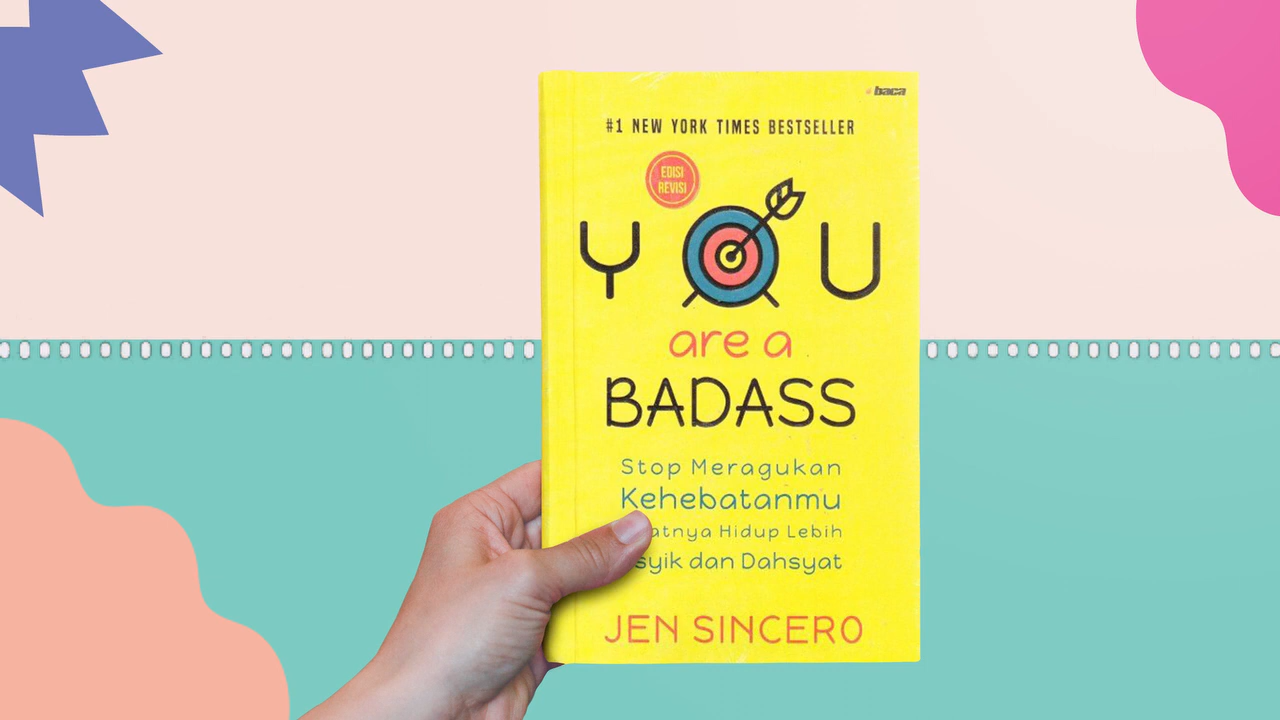 baca
#1 NEW YORK TIMES BESTSELLER
EDISI
REVISI
YOU
are a
BADASS
Stop Meragukan
Kehebatanmu
Hidup Lebih
dan Dahsyat
JEN SINCERO